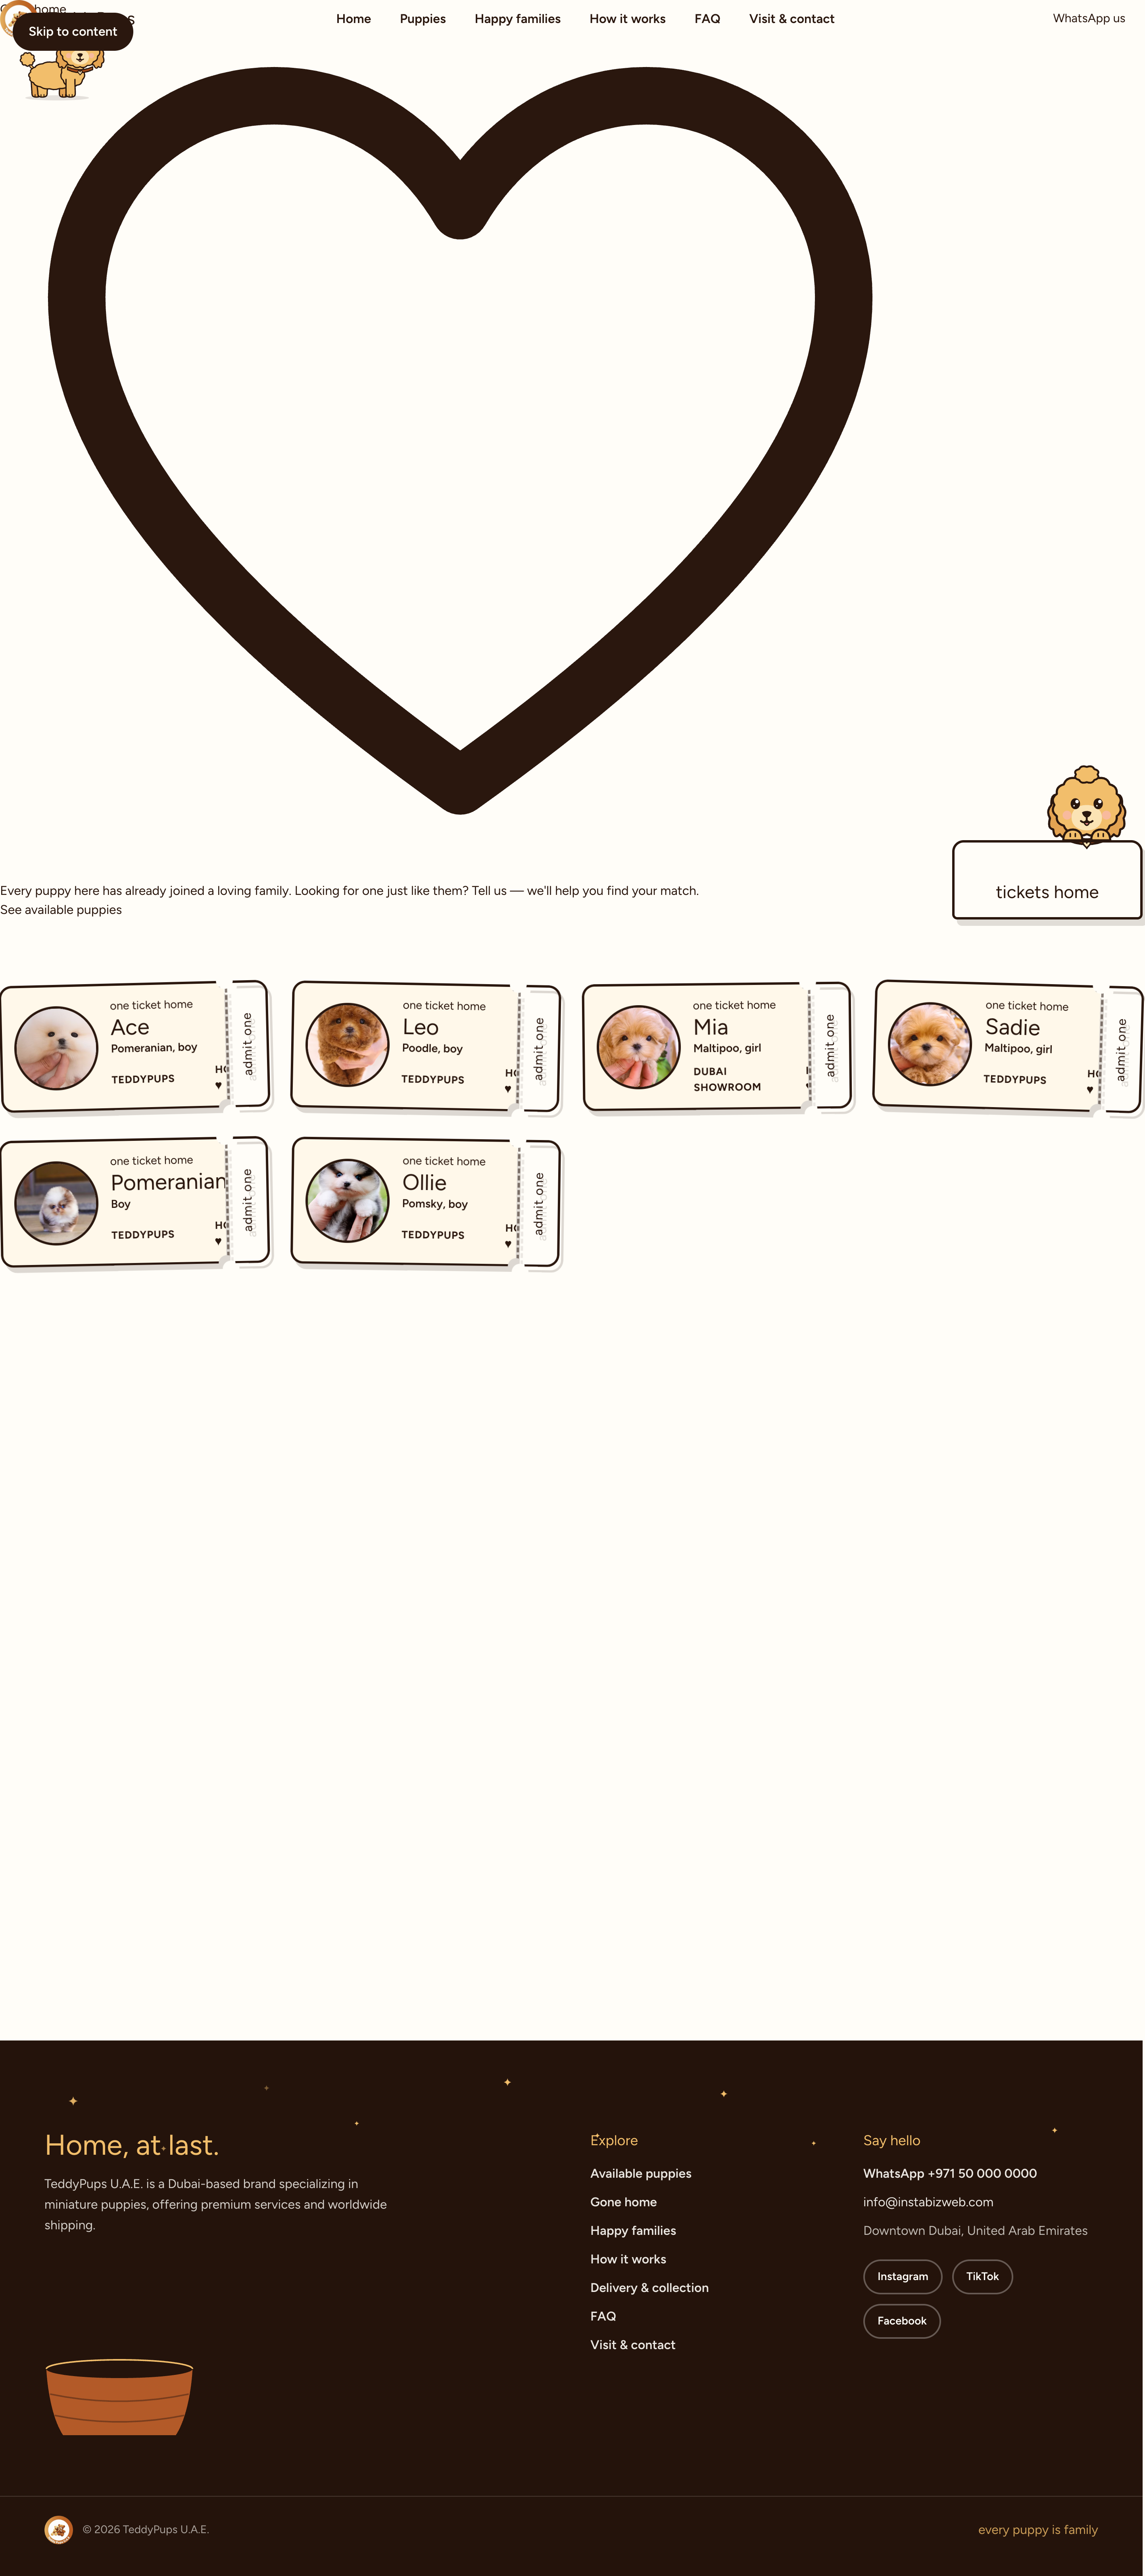 home
Skip to content
Home
Puppies
Happy families
How it works
FAQ
Visit & contact
WhatsApp us
tickets home
Every puppy here has already joined a loving family. Looking for one just like them? Tell us — we'll help you find your match.
See available puppies
one ticket home
Ace
Pomeranian, boy
TEDDYPUPS
♥
admit one
one ticket home
Leo
Poodle, boy
TEDDYPUPS
♥
admit one
one ticket home
Mia
Maltipoo, girl
DUBAI
SHOWROOM
admit one
one ticket home
Sadie
Maltipoo, girl
TEDDYPUPS
♥
admit one
one ticket home
Pomeranian
Boy
TEDDYPUPS
♥
admit one
one ticket home
Ollie
Pomsky, boy
TEDDYPUPS
♥
admit one
Home, at last.
TeddyPups U.A.E. is a Dubai-based brand specializing in
miniature puppies, offering premium services and worldwide
shipping.
Explore
Available puppies
Gone home
Happy families
How it works
Delivery & collection
FAQ
Visit & contact
Say hello
WhatsApp +971 50 000 0000
info@instabizweb.com
Downtown Dubai, United Arab Emirates
Instagram
TikTok
Facebook
© 2026 TeddyPups U.A.E.
every puppy is family